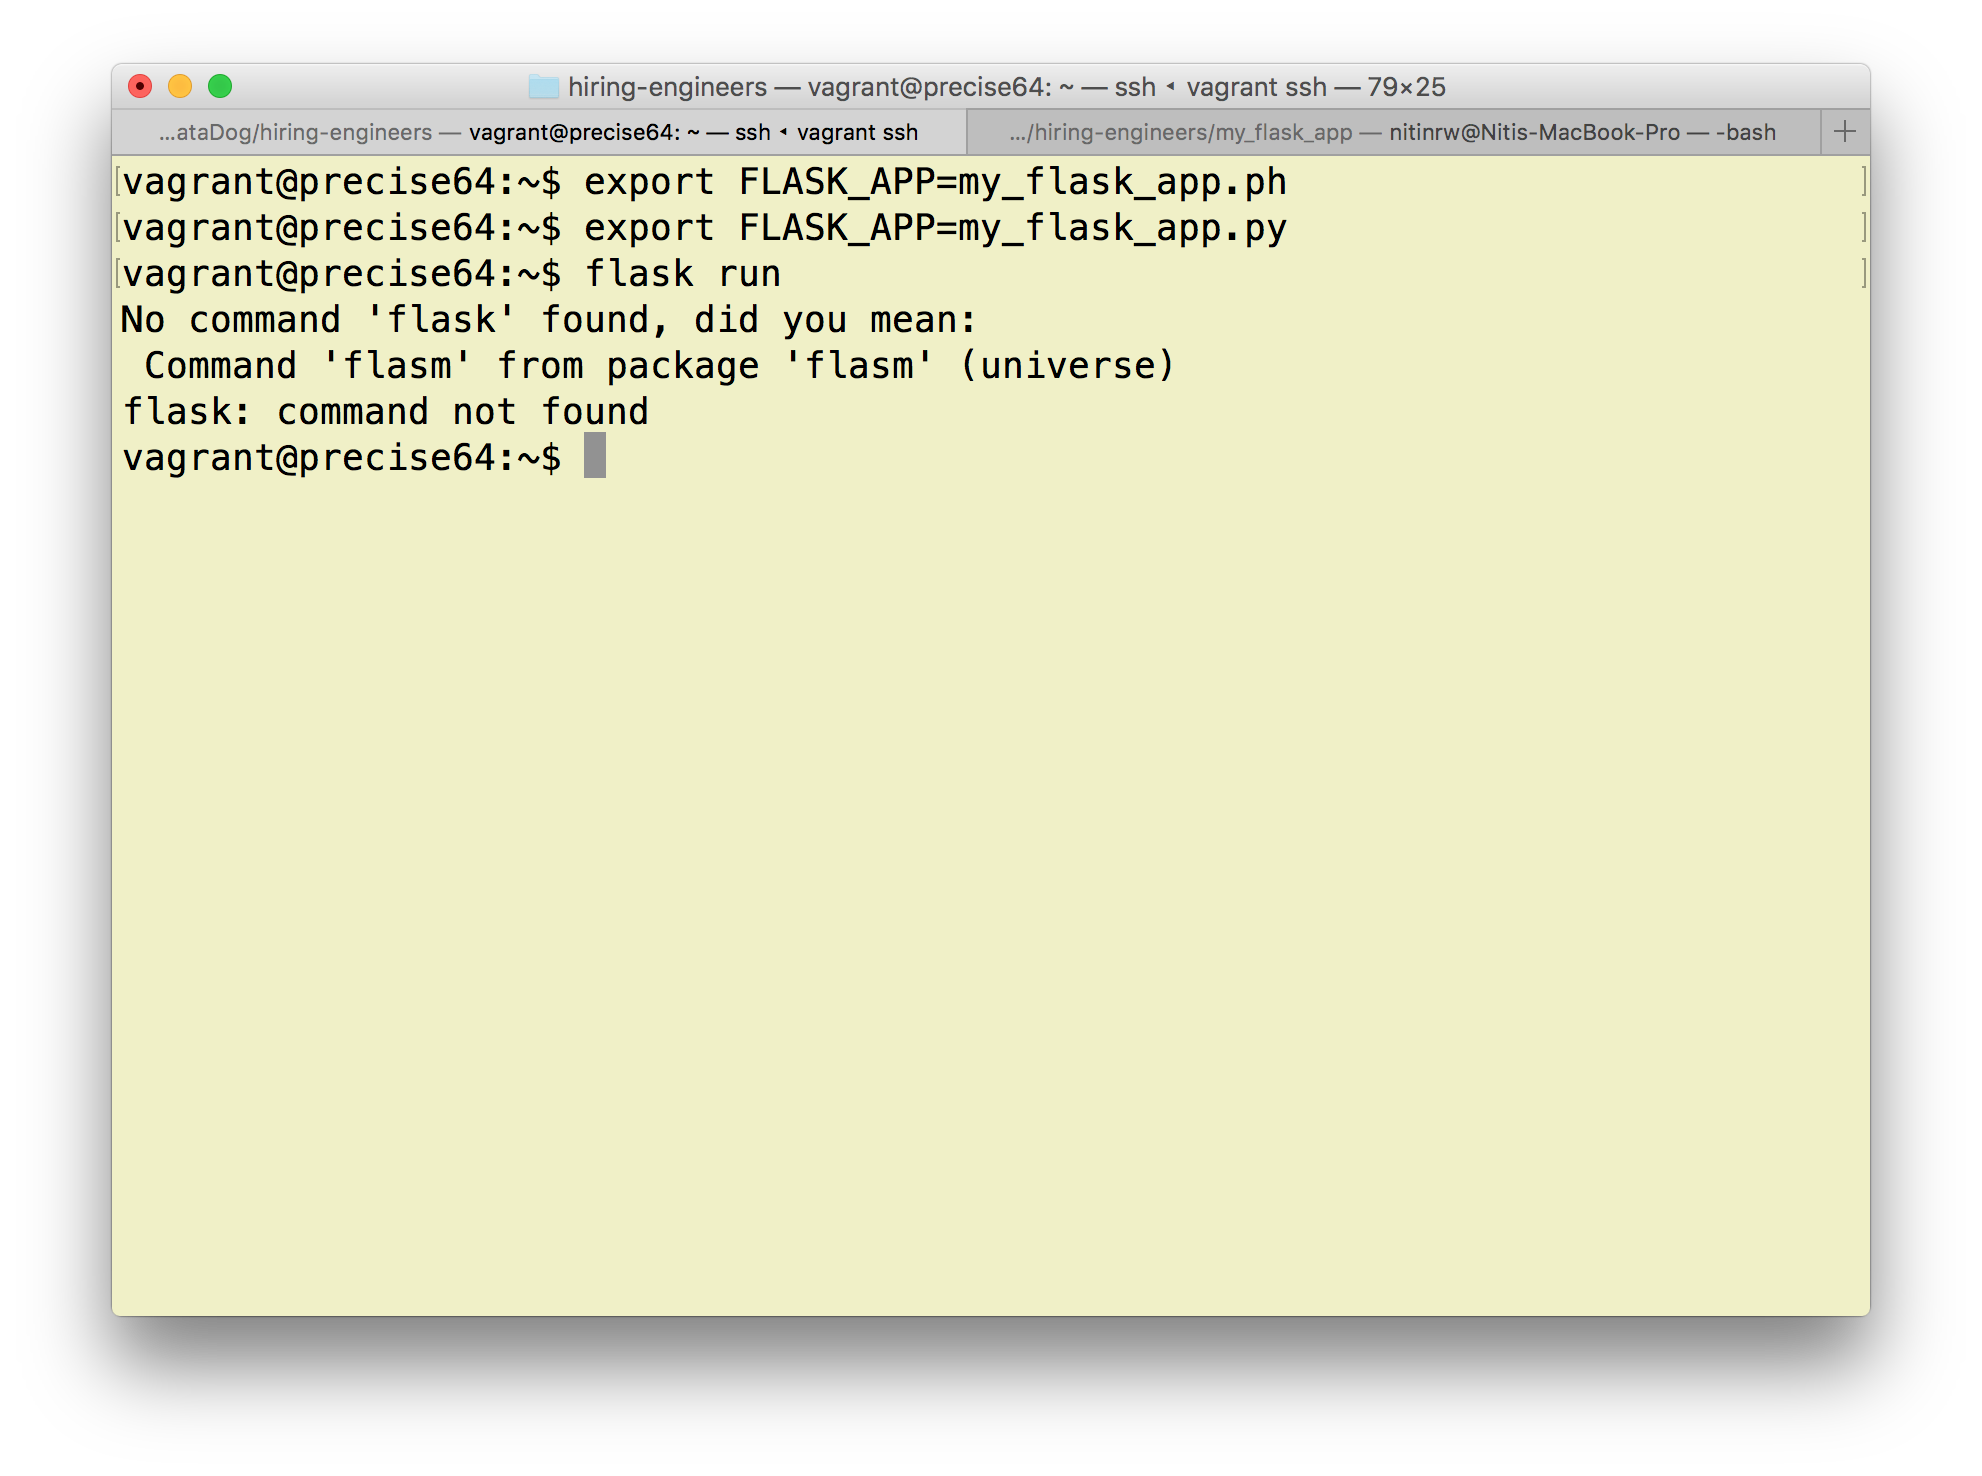 hiring-engineers — vagrant@precise64: ~ — ssh ◂ vagrant ssh — 79×25
...ataDog/hiring-engineers — vagrant@precise64: ~ — ssh ◂ vagrant ssh
.../hiring-engineers/my_flask_app — nitinrw@Nitis-MacBook-Pro — -bash
[vagrant@precise64:~$ export FLASK_APP=my_flask_app.ph ]
[vagrant@precise64:~$ export FLASK_APP=my_flask_app.py ]
[vagrant@precise64:~$ flask run ]
No command 'flask' found, did you mean:
 Command 'flasm' from package 'flasm' (universe)
flask: command not found
vagrant@precise64:~$